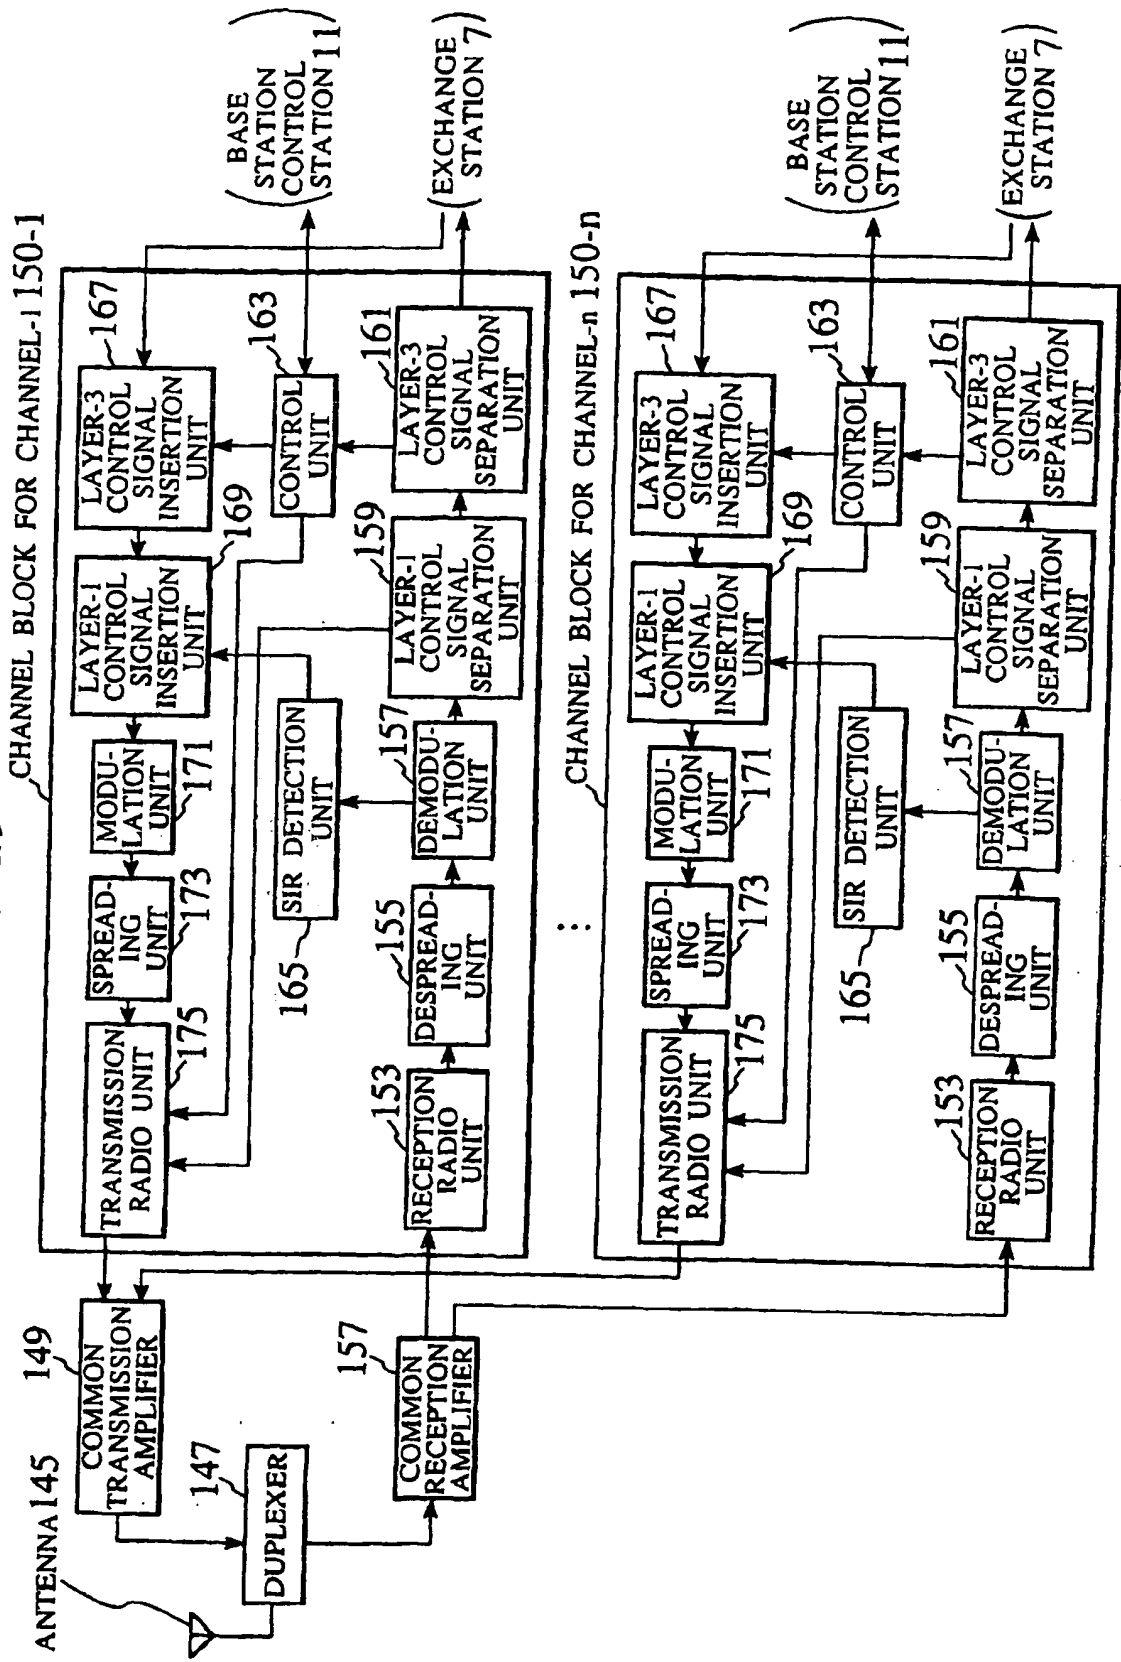 ANTENNA 145
147
DUPLEXER
149
COMMON
TRANSMISSION
AMPLIFIER
157
COMMON
RECEPTION
AMPLIFIER
CHANNEL BLOCK FOR CHANNEL-1 150-1
TRANSMISSION
RADIO UNIT
175
SPREAD-
ING
UNIT
173
MODU-
LATION
UNIT
171
LAYER-1
CONTROL
SIGNAL
INSERTION
UNIT
169
LAYER-3
CONTROL
SIGNAL
INSERTION
UNIT
167
165
SIR DETECTION
UNIT
CONTROL
UNIT
163
(BASE
STATION
CONTROL
STATION 11)
153
RECEPTION
RADIO
UNIT
155
DESPREAD-
ING
UNIT
157
DEMODU-
LATION
UNIT
159
LAYER-1
CONTROL
SIGNAL
SEPARATION
UNIT
161
LAYER-3
CONTROL
SIGNAL
SEPARATION
UNIT
(EXCHANGE
STATION 7)
...
CHANNEL BLOCK FOR CHANNEL-n 150-n
TRANSMISSION
RADIO UNIT
175
SPREAD-
ING
UNIT
173
MODU-
LATION
UNIT
171
LAYER-1
CONTROL
SIGNAL
INSERTION
UNIT
169
LAYER-3
CONTROL
SIGNAL
INSERTION
UNIT
167
165
SIR DETECTION
UNIT
CONTROL
UNIT
163
(BASE
STATION
CONTROL
STATION 11)
153
RECEPTION
RADIO
UNIT
155
DESPREAD-
ING
UNIT
157
DEMODU-
LATION
UNIT
159
LAYER-1
CONTROL
SIGNAL
SEPARATION
UNIT
161
LAYER-3
CONTROL
SIGNAL
SEPARATION
UNIT
(EXCHANGE
STATION 7)